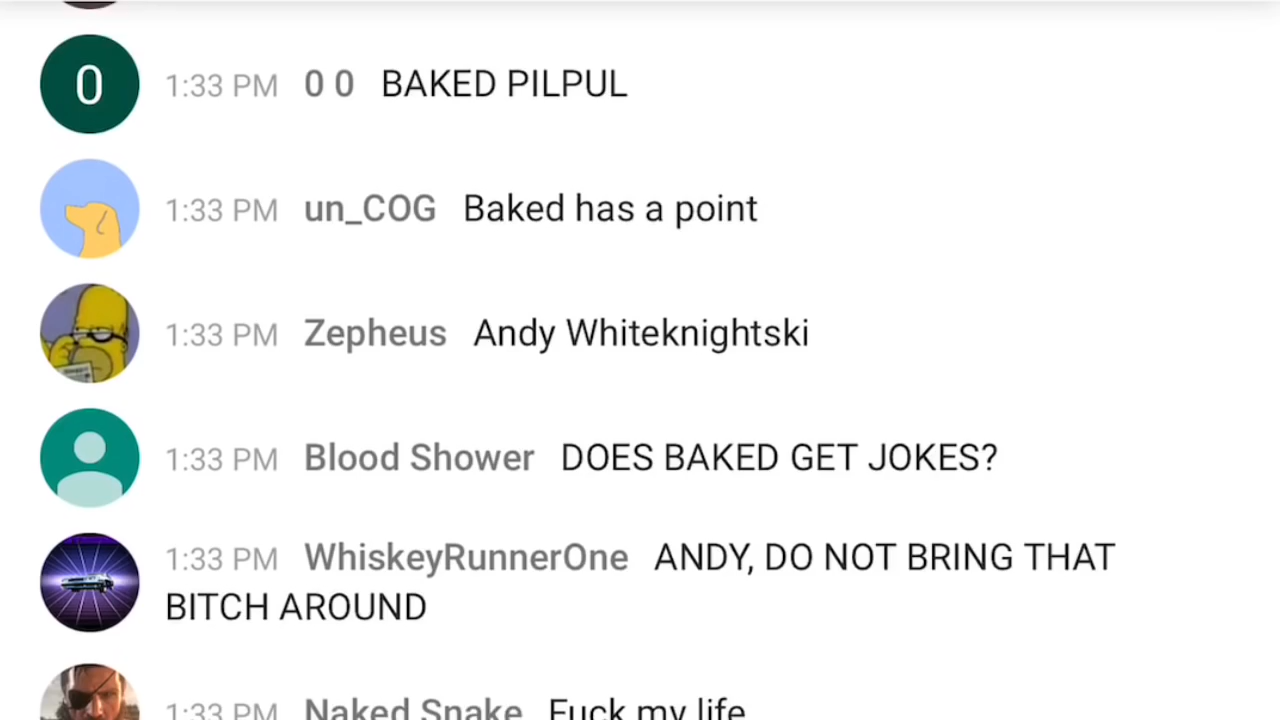 0 1:33 PM 0 0 BAKED PILPUL
1:33 PM un_COG Baked has a point
1:33 PM Zepheus Andy Whiteknightski
1:33 PM Blood Shower DOES BAKED GET JOKES?
1:33 PM WhiskeyRunnerOne ANDY, DO NOT BRING THAT
BITCH AROUND
1:33 PM Naked Snake Fuck my life